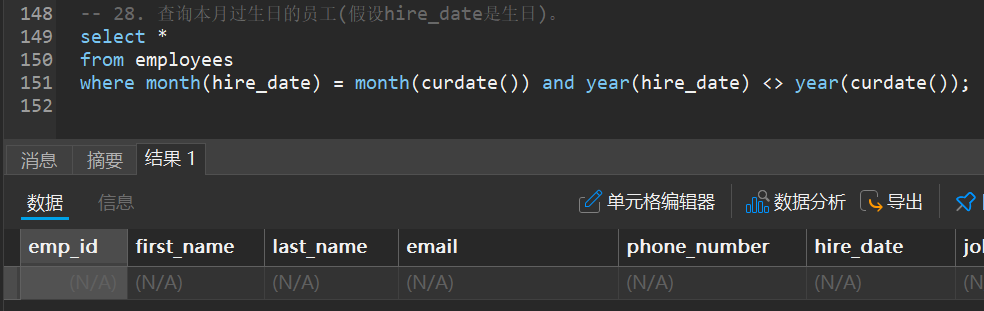 148 -- 28. 查询本月过生日的员工(假设hire_date是生日)。
149 select *
150 from employees
151 where month(hire_date) = month(curdate()) and year(hire_date) <> year(curdate());
152
消息 摘要 结果 1
数据 信息 单元格编辑器 数据分析 导出
emp_id first_name last_name email phone_number hire_date
(N/A) (N/A) (N/A) (N/A) (N/A) (N/A) (N/A)